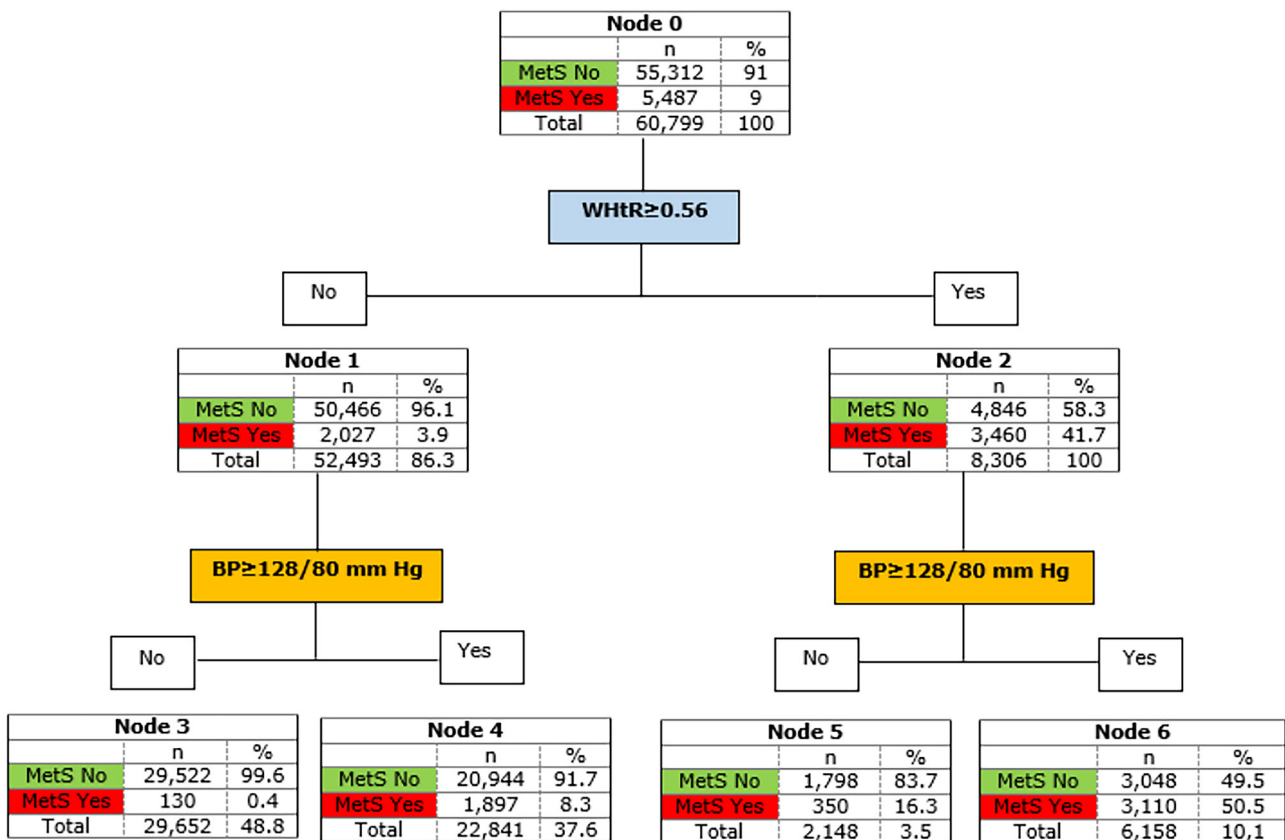 Node 0
n %
MetS No 55,312 91
MetS Yes 5,487 9
Total 60,799 100
WHtR≥0.56
No
Yes
Node 1
n %
MetS No 50,466 96.1
MetS Yes 2,027 3.9
Total 52,493 86.3
Node 2
n %
MetS No 4,846 58.3
MetS Yes 3,460 41.7
Total 8,306 100
BP≥128/80 mm Hg
BP≥128/80 mm Hg
No
Yes
No
Yes
Node 3
n %
MetS No 29,522 99.6
MetS Yes 130 0.4
Total 29,652 48.8
Node 4
n %
MetS No 20,944 91.7
MetS Yes 1,897 8.3
Total 22,841 37.6
Node 5
n %
MetS No 1,798 83.7
MetS Yes 350 16.3
Total 2,148 3.5
Node 6
n %
MetS No 3,048 49.5
MetS Yes 3,110 50.5
Total 6,158 10,1